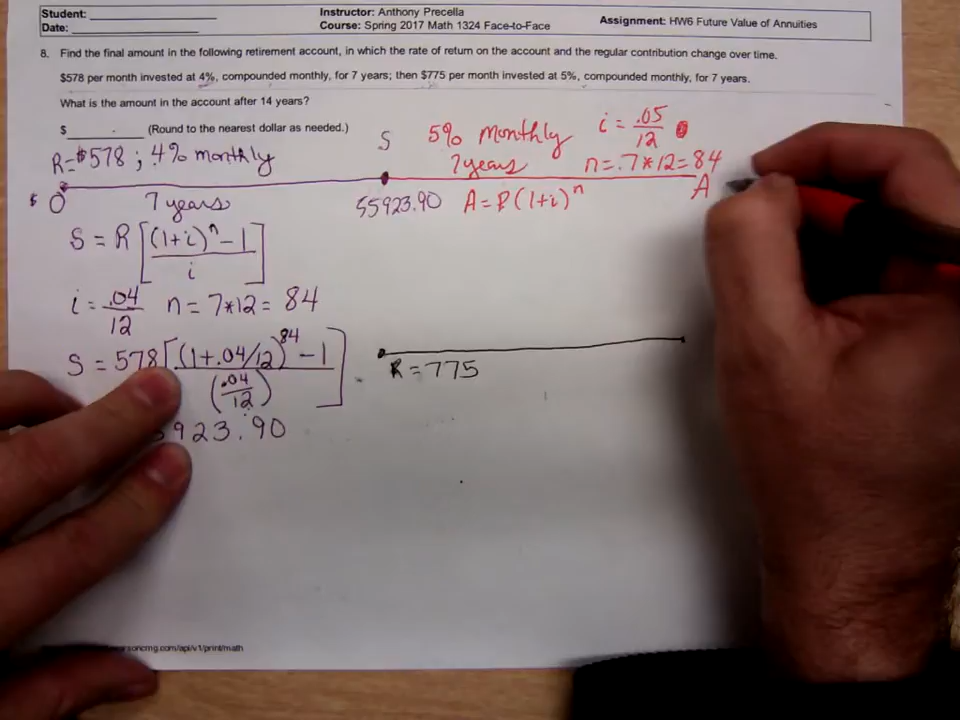 Student: Instructor: Anthony Precella Assignment: HW6 Future Value of Annuities
Date: Course: Spring 2017 Math 1324 Face-to-Face
8. Find the final amount in the following retirement account, in which the rate of return on the account and the regular contribution change over time.
$578 per month invested at 4%, compounded monthly, for 7 years; then $775 per month invested at 5%, compounded monthly, for 7 years.
What is the amount in the account after 14 years?
$ (Round to the nearest dollar as needed.)
S 5% monthly i = .05/12
R=$578 ; 4% monthly 7years n = 7*12=84
$ 0 7 years 55923.90 A=P(1+i)^n A
S = R[((1+i)^n - 1)/i]
i = .04/12 n = 7*12= 84
S = 578[((1+.04/12)^84 - 1)/(.04/12)]
R = 775
923.90
/api/v1/print/math